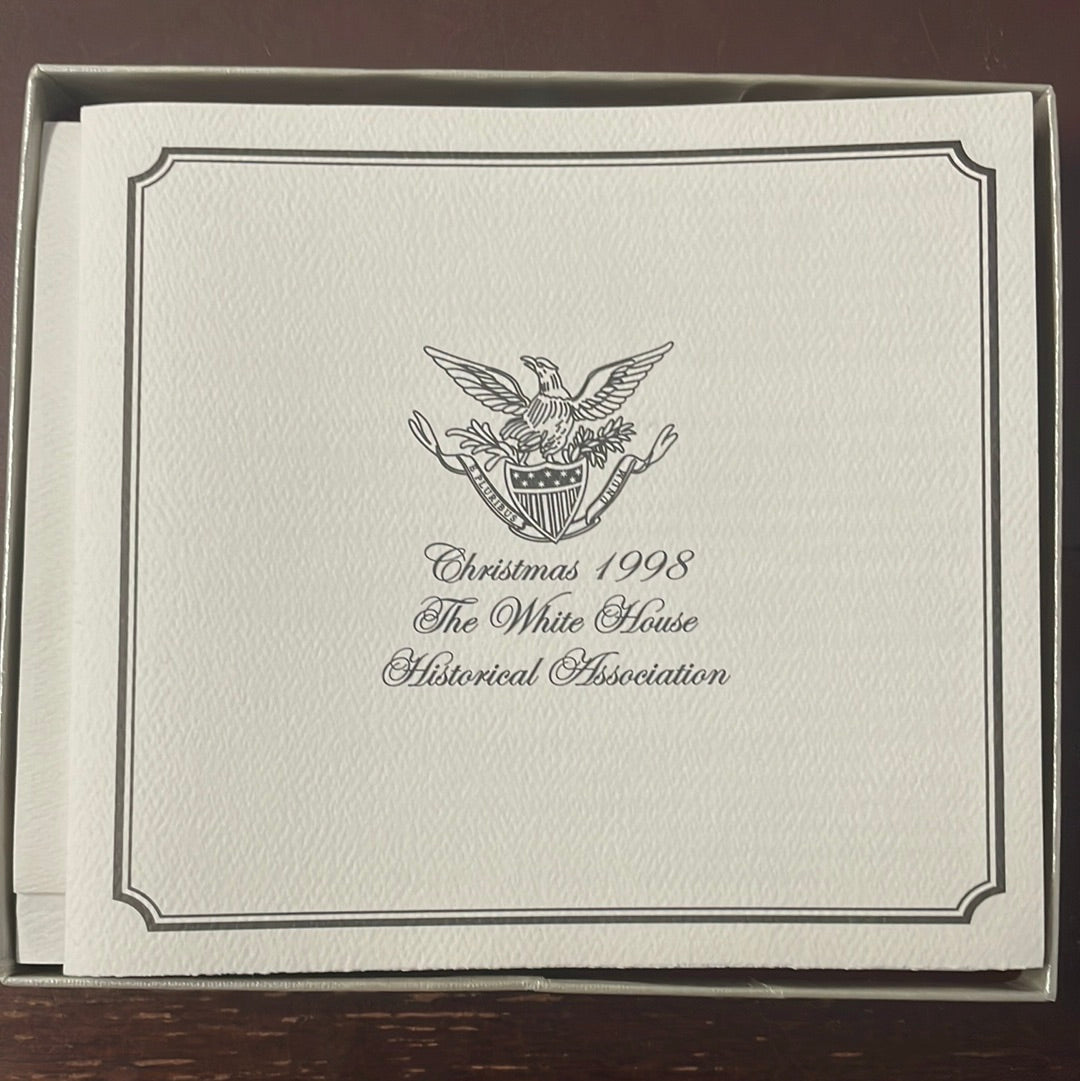 E PLURIBUS UNUM
Christmas 1998
The White House
Historical Association